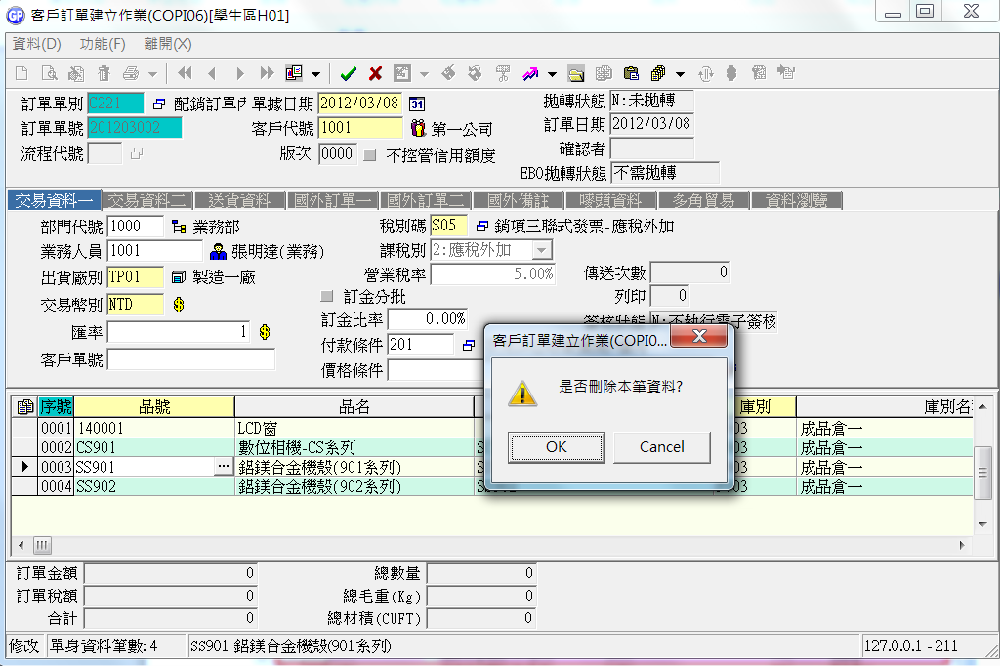 客戶訂單建立作業(COPI06)[學生區H01]
資料(D) 功能(F) 離開(X)
訂單單別 C221 配銷訂單 單據日期 2012/03/08 31 拋轉狀態 N:未拋轉
訂單單號 201203002 客戶代號 1001 第一公司 訂單日期 2012/03/08
流程代號 版次 0000 不控管信用額度 確認者
EBO拋轉狀態 不需拋轉
交易資料一 交易資料二 送貨資料 國外訂單一 國外訂單二 國外備註 嘜頭資料 多角貿易 資料瀏覽
部門代號 1000 業務部 稅別碼 S05 銷項三聯式發票-應稅外加
業務人員 1001 張明達(業務) 課稅別 2:應稅外加
出貨廠別 TP01 製造一廠 營業稅率 5.00% 傳送次數 0
交易幣別 NTD 訂金分批 列印 0
匯率 1 訂金比率 0.00% 簽核狀態 N:不執行電子簽核
客戶單號 付款條件 201
價格條件
客戶訂單建立作業(COPI0...
是否刪除本筆資料?
OK Cancel
序號 品號 品名 庫別 庫別名
0001 140001 LCD窗 03 成品倉一
0002 CS901 數位相機-CS系列 03 成品倉一
0003 SS901 ... 鋁鎂合金機殼(901系列) 03 成品倉一
0004 SS902 鋁鎂合金機殼(902系列) 03 成品倉一
訂單金額 0 總數量 0
訂單稅額 0 總毛重(Kg) 0
合計 0 總材積(CUFT) 0
修改 單身資料筆數: 4 SS901 鋁鎂合金機殼(901系列) 127.0.0.1 - 211